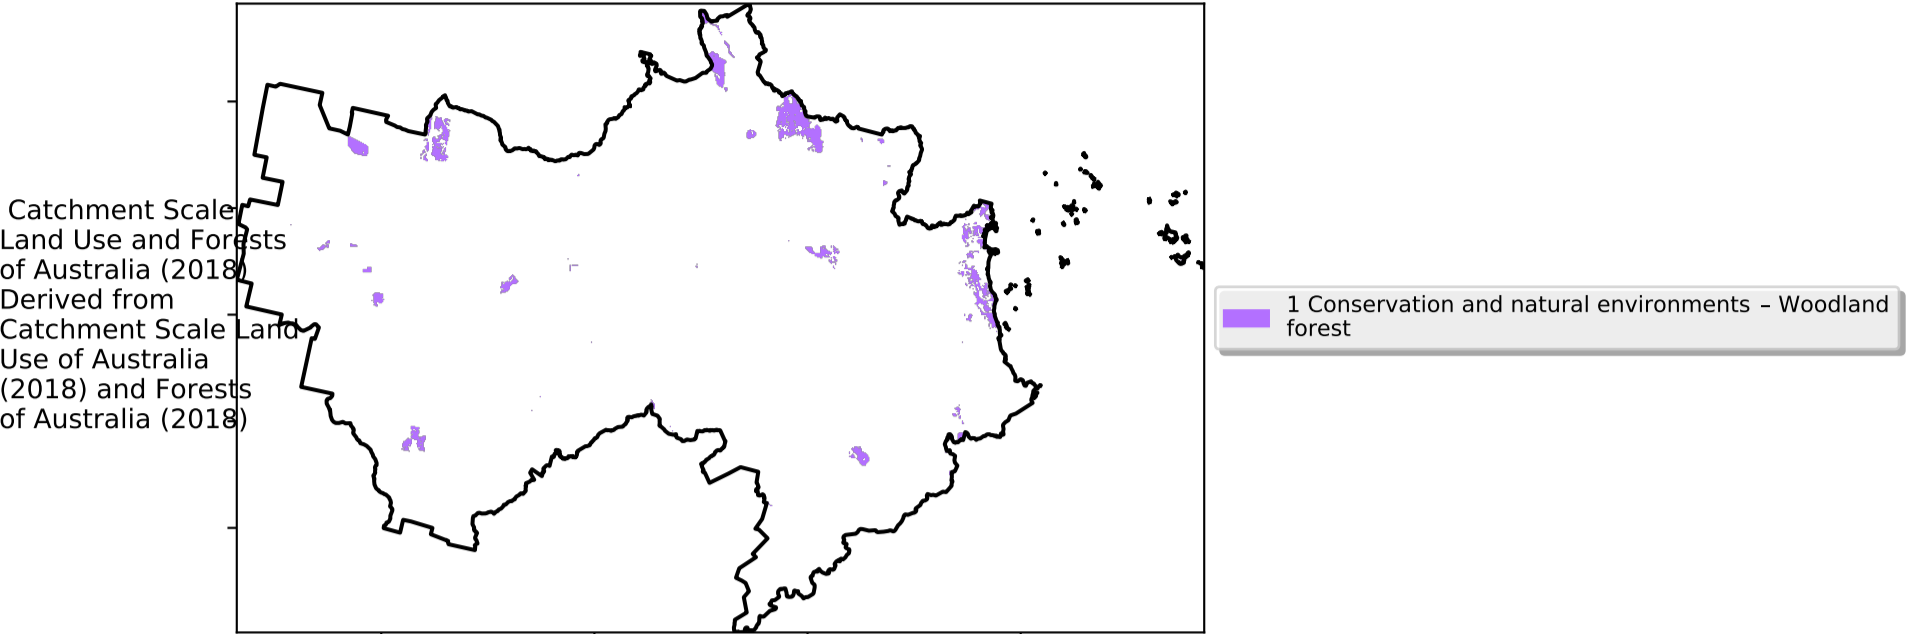 Catchment Scale
Land Use and Forests
of Australia (2018)
Derived from
Catchment Scale Land
Use of Australia
(2018) and Forests
of Australia (2018)
1 Conservation and natural environments – Woodland
forest